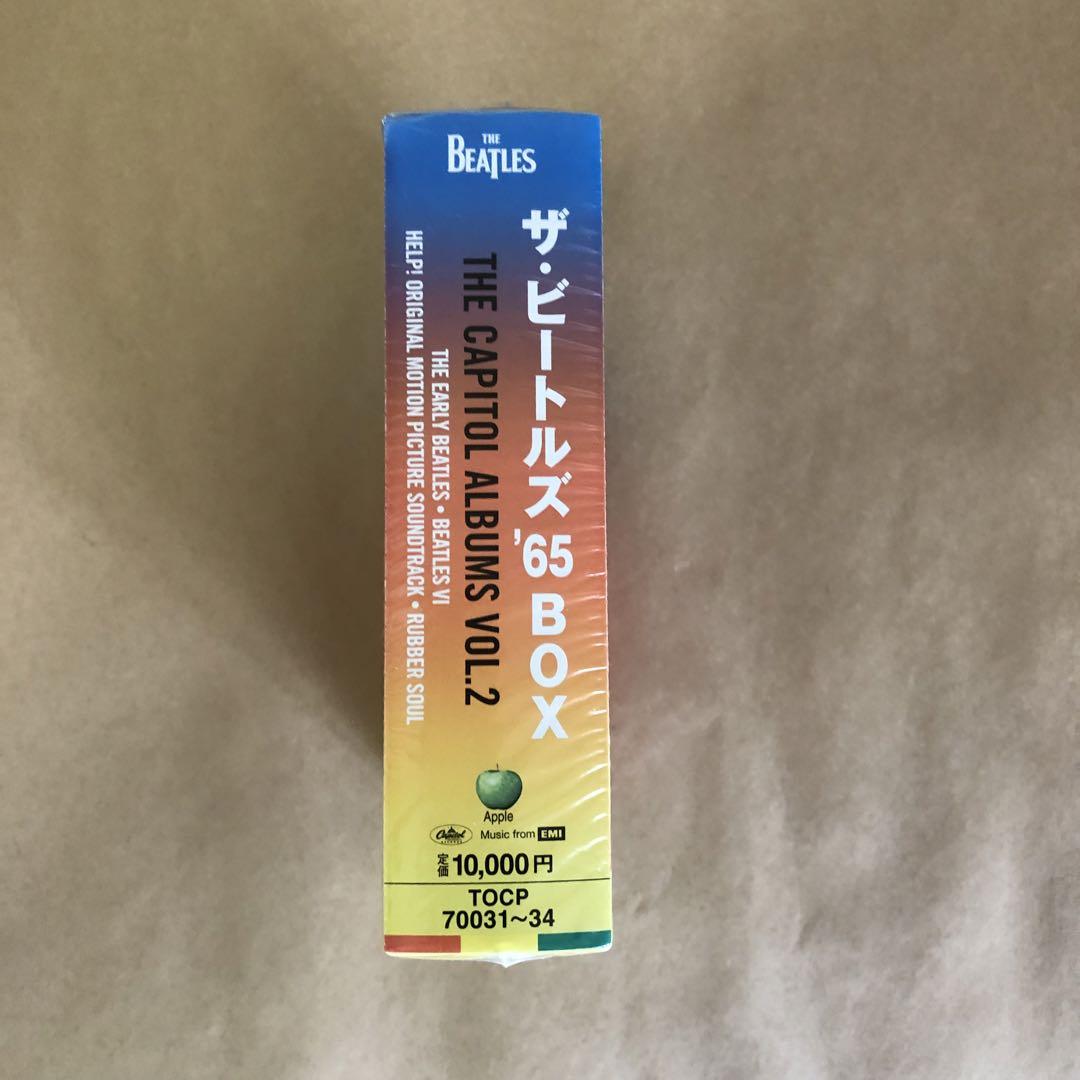 THE
BEATLES
ザ・ビートルズ '65 BOX
THE CAPITOL ALBUMS VOL.2
THE EARLY BEATLES • BEATLES VI
HELP! ORIGINAL MOTION PICTURE SOUNDTRACK • RUBBER SOUL
Apple
Capitol
RECORDS
Music from EMI
定価 10,000円
TOCP
70031〜34